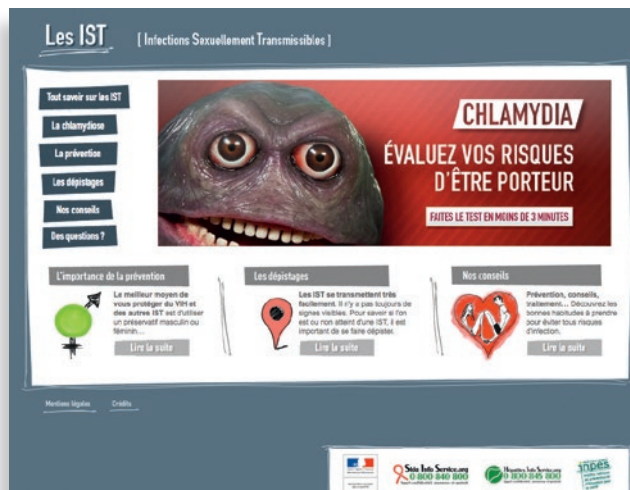 Les IST [ Infections Sexuellement Transmissibles ]
Tout savoir sur les IST
La chlamydiose
La prévention
Les dépistages
Nos conseils
Des questions ?
CHLAMYDIA
ÉVALUEZ VOS RISQUES
D'ÊTRE PORTEUR
FAITES LE TEST EN MOINS DE 3 MINUTES
L'importance de la prévention
Le meilleur moyen de
vous protéger du VIH et
des autres IST est d'utiliser
un préservatif masculin ou
féminin...
Lire la suite
Les dépistages
Les IST se transmettent très
facilement. Il n'y a pas toujours de
signes visibles. Pour savoir si l'on
est ou non atteint d'une IST, il est
important de se faire dépister.
Lire la suite
Nos conseils
Prévention, conseils,
traitement... Découvrez les
bonnes habitudes à prendre
pour éviter tous risques
d'infection.
Lire la suite
Mentions légales Crédits
Sida Info Service.org
0 800 840 800
Hépatites Info Service.org
0 800 845 800
inpes